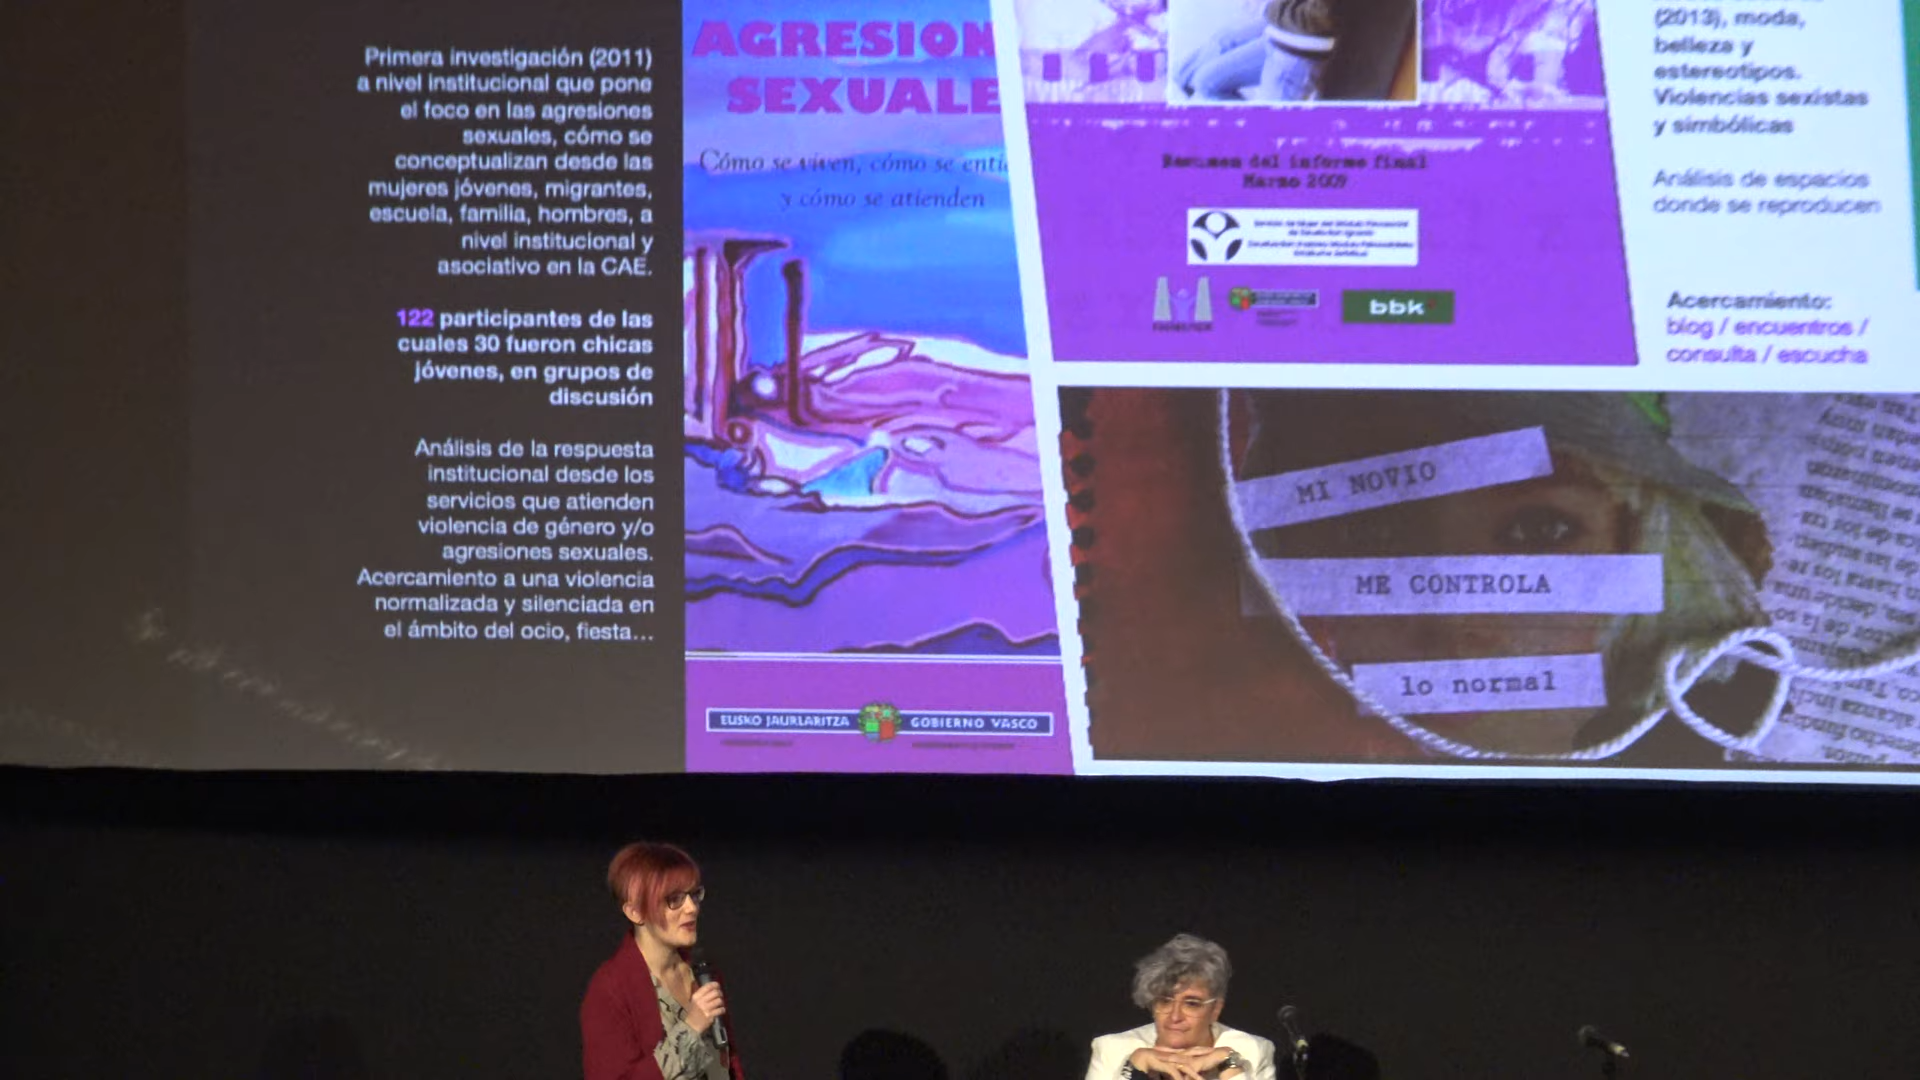 Primera investigación (2011)
a nivel institucional que pone
el foco en las agresiones
sexuales, cómo se
conceptualizan desde las
mujeres jóvenes, migrantes,
escuela, familia, hombres, a
nivel institucional y
asociativo en la CAE.
122 participantes de las
cuales 30 fueron chicas
jóvenes, en grupos de
discusión
Análisis de la respuesta
institucional desde los
servicios que atienden
violencia de género y/o
agresiones sexuales.
Acercamiento a una violencia
normalizada y silenciada en
el ámbito del ocio, fiesta...
AGRESION
SEXUALE
Cómo se viven, cómo se entie
y cómo se atienden
EUSKO JAURLARITZA
GOBIERNO VASCO
Resumen del informe final
Marzo 2009
bbk
(2013), moda,
belleza y
estereotipos.
Violencias sexistas
y simbólicas
Análisis de espacios
donde se reproducen
Acercamiento:
blog / encuentros /
consulta / escucha
MI NOVIO
ME CONTROLA
lo normal